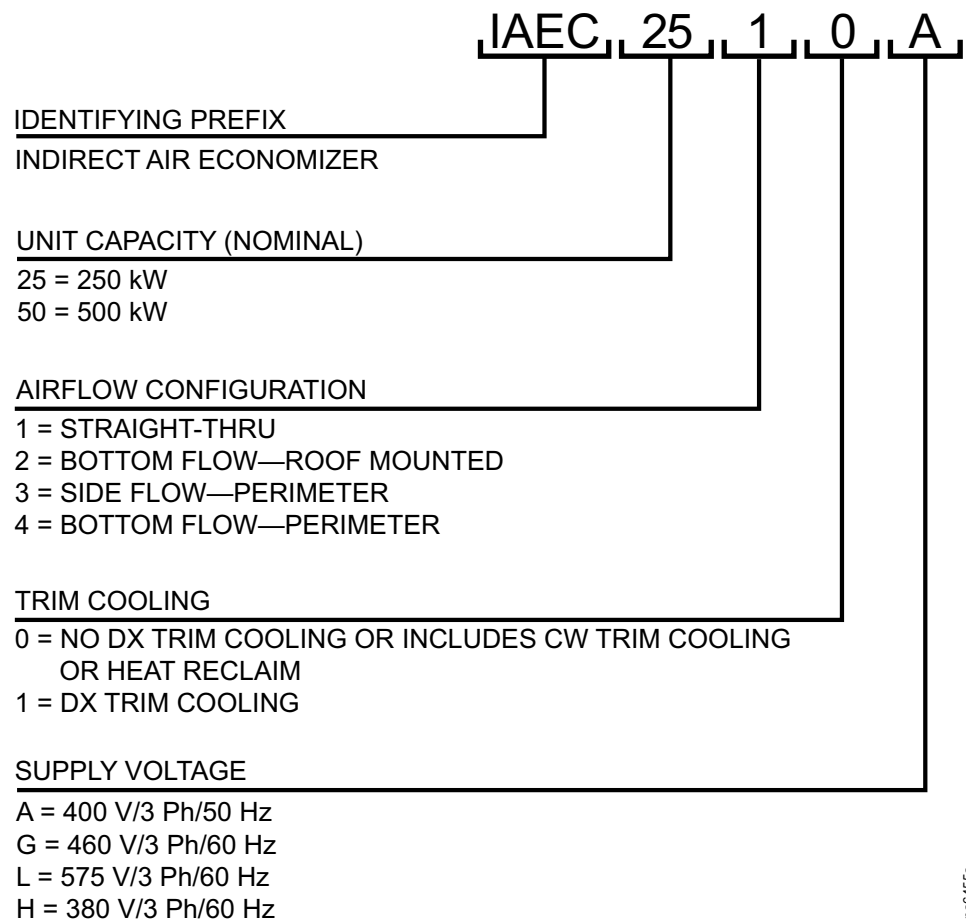 IAEC 25 1 0 A
IDENTIFYING PREFIX
INDIRECT AIR ECONOMIZER
UNIT CAPACITY (NOMINAL)
25 = 250 kW
50 = 500 kW
AIRFLOW CONFIGURATION
1 = STRAIGHT-THRU
2 = BOTTOM FLOW—ROOF MOUNTED
3 = SIDE FLOW—PERIMETER
4 = BOTTOM FLOW—PERIMETER
TRIM COOLING
0 = NO DX TRIM COOLING OR INCLUDES CW TRIM COOLING
OR HEAT RECLAIM
1 = DX TRIM COOLING
SUPPLY VOLTAGE
A = 400 V/3 Ph/50 Hz
G = 460 V/3 Ph/60 Hz
L = 575 V/3 Ph/60 Hz
H = 380 V/3 Ph/60 Hz